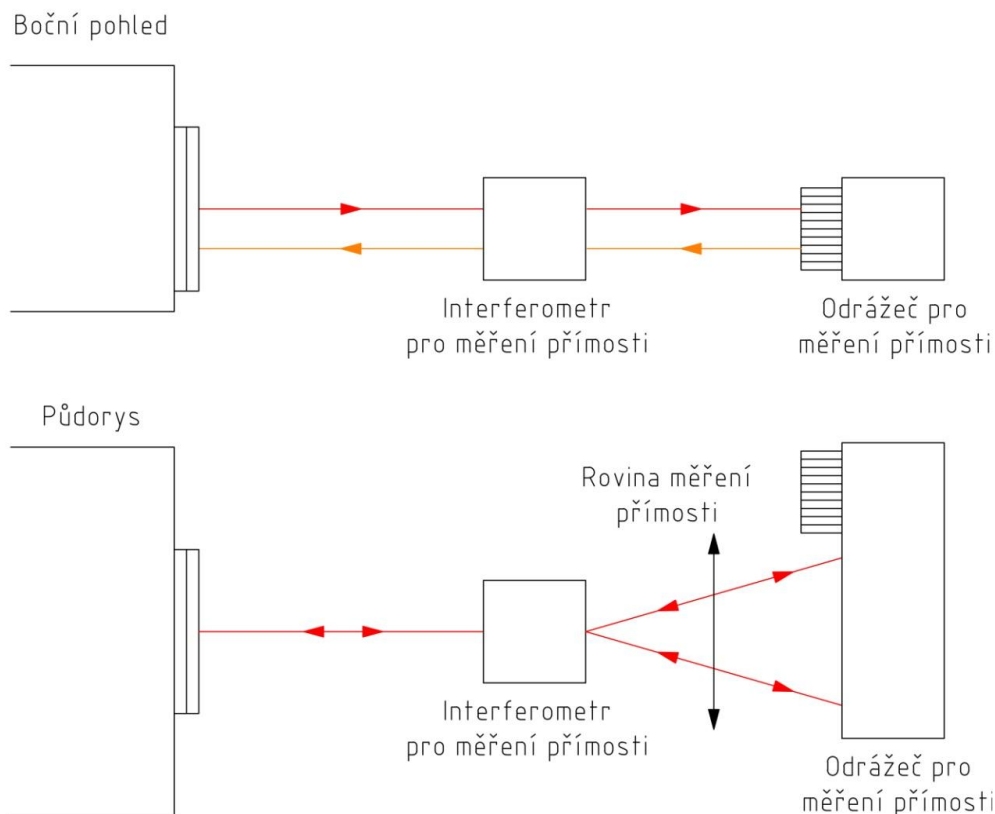 Boční pohled
Interferometr
pro měření přímosti
Odrážeč pro
měření přímosti
Půdorys
Rovina měření
přímosti
Interferometr
pro měření přímosti
Odrážeč pro
měření přímosti